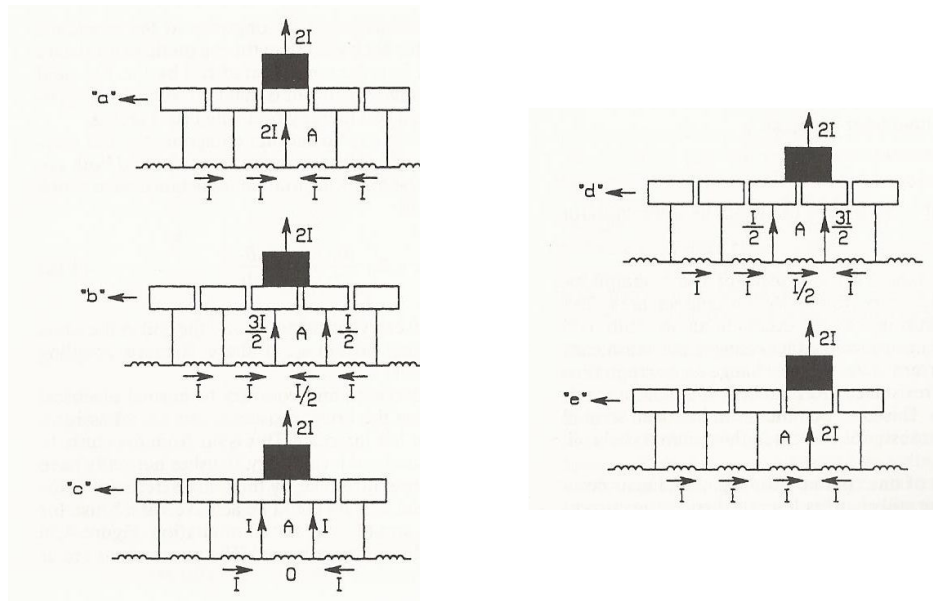 2I
"a"
2I A
I I I I
2I
"b"
3I/2 A I/2
I I I/2 I
2I
"c"
I A I
I 0 I
2I
"d"
I/2 A 3I/2
I I I/2 I
2I
"e"
A 2I
I I I I